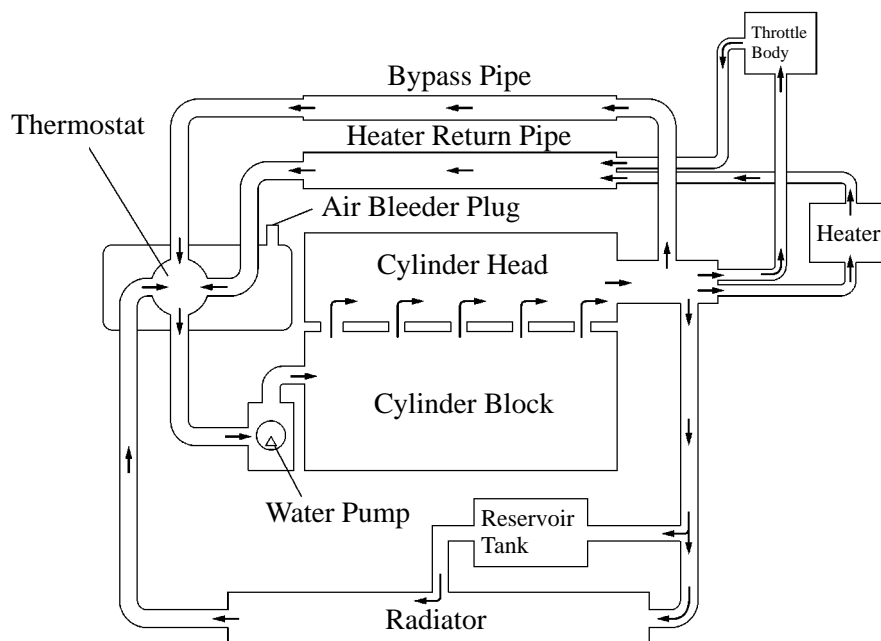 Throttle
Body
Bypass Pipe
Thermostat
Heater Return Pipe
Air Bleeder Plug
Heater
Cylinder Head
Cylinder Block
Water Pump
Reservoir
Tank
Radiator